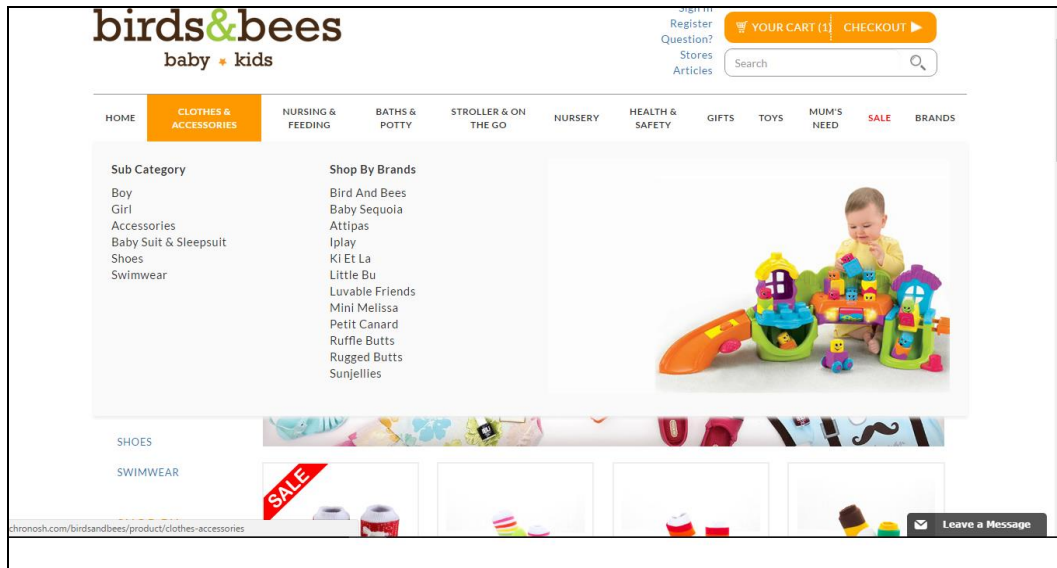 birds&bees
baby kids
Sign in
Register
Question?
Stores
Articles
YOUR CART (1) CHECKOUT
Search
HOME
CLOTHES &
ACCESSORIES
NURSING &
FEEDING
BATHS &
POTTY
STROLLER & ON
THE GO
NURSERY
HEALTH &
SAFETY
GIFTS
TOYS
MUM'S
NEED
SALE
BRANDS
Sub Category
Boy
Girl
Accessories
Baby Suit & Sleepsuit
Shoes
Swimwear
Shop By Brands
Bird And Bees
Baby Sequoia
Attipas
Iplay
Ki Et La
Little Bu
Luvable Friends
Mini Melissa
Petit Canard
Ruffle Butts
Rugged Butts
Sunjellies
SHOES
SWIMWEAR
SALE
chronosh.com/birdsandbees/product/clothes-accessories
Leave a Message